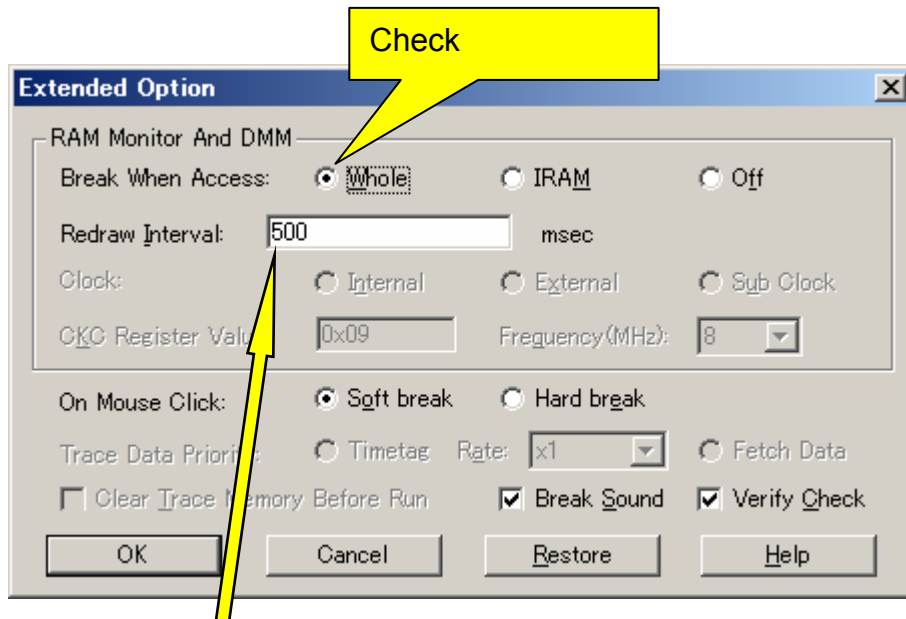 Check
Extended Option
RAM Monitor And DMM
Break When Access: Whole IRAM Off
Redraw Interval: 500 msec
Clock: Internal External Sub Clock
CKC Register Valu 0x09 Frequency(MHz): 8
On Mouse Click: Soft break Hard break
Trace Data Priori : Timetag Rate: x1 Fetch Data
Clear Trace M mory Before Run Break Sound Verify Check
OK Cancel Restore Help